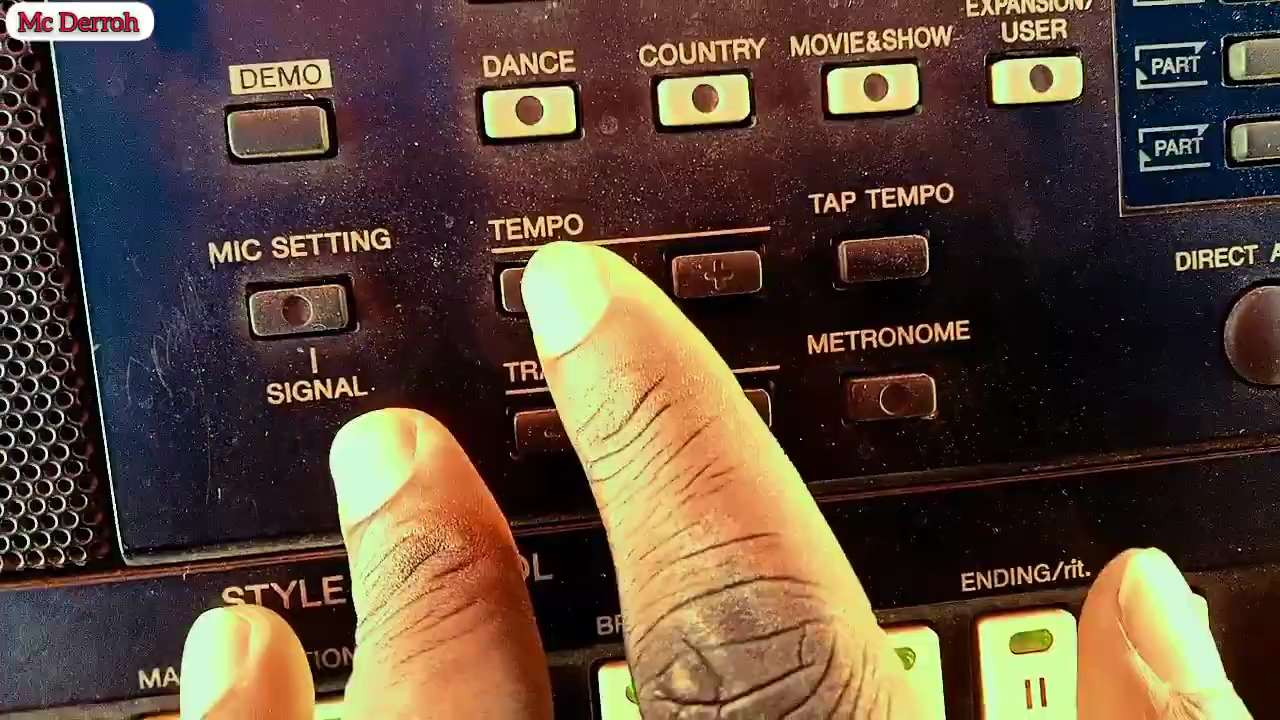 Mc Derroh
EXPANSION/
USER
DANCE
COUNTRY
MOVIE&SHOW
DEMO
PART
PART
TEMPO
TAP TEMPO
MIC SETTING
+
DIRECT
METRONOME
SIGNAL
-
STYLE
ENDING/rit.
II